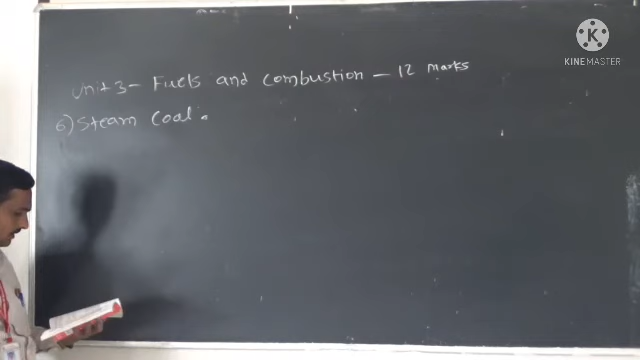 Unit 3 - Fuels and combustion - 12 marks
6) Steam Coal.
KINEMASTER